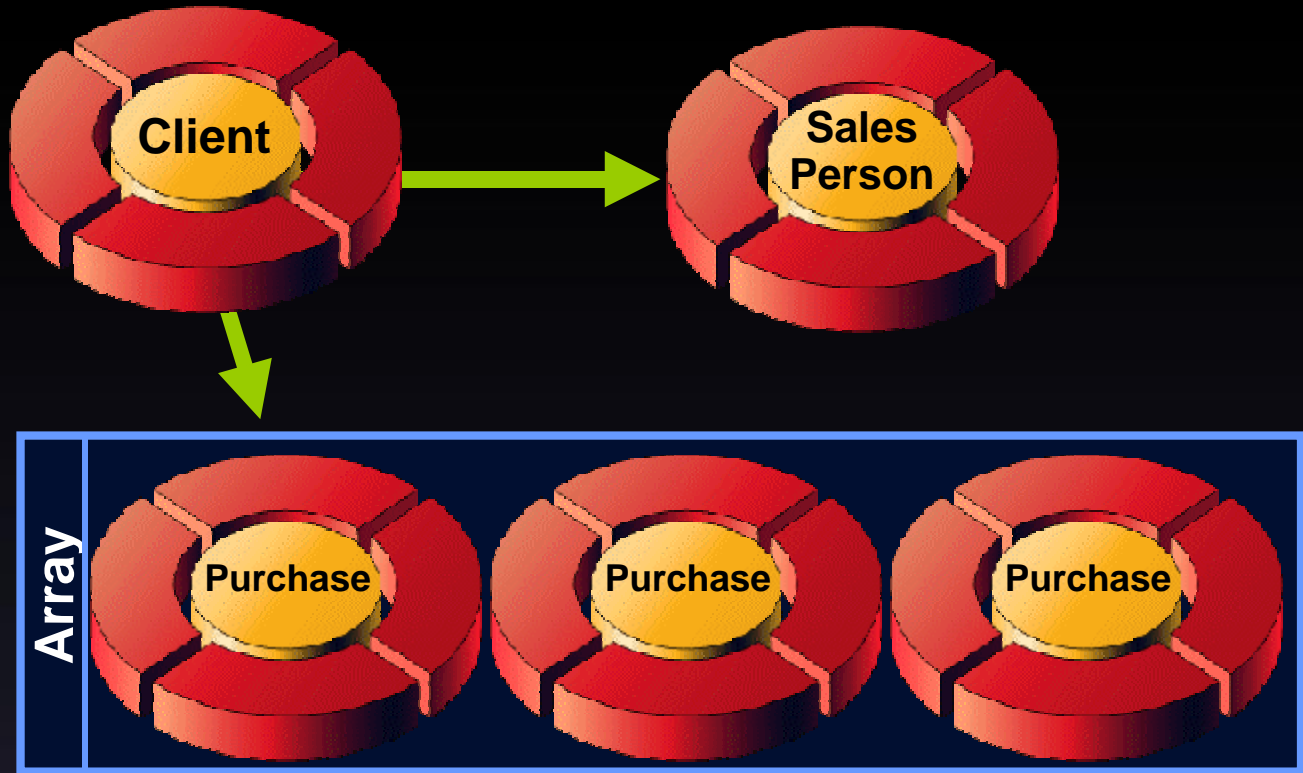 Client
Sales
Person
Array
Purchase
Purchase
Purchase